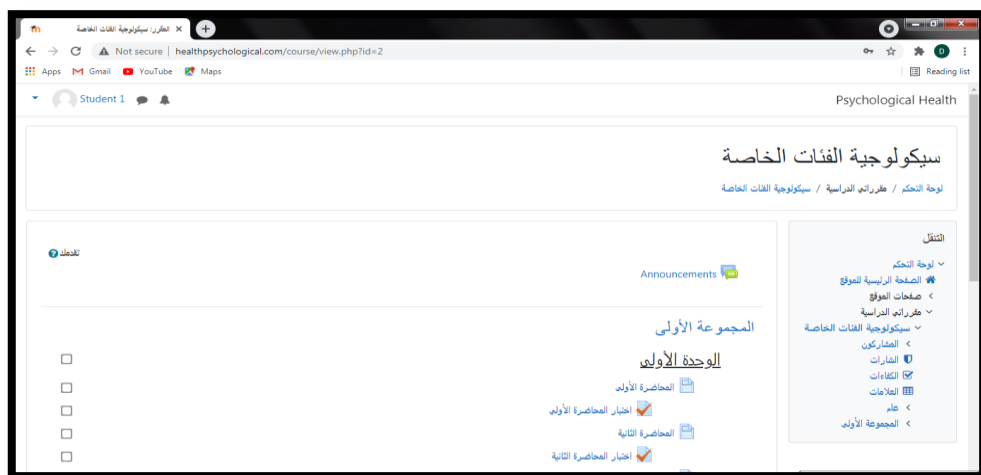 المقرر: سيكولوجية الفئات الخاصة
Not secure | healthpsychological.com/course/view.php?id=2
Apps Gmail YouTube Maps Reading list
Student 1 Psychological Health
سيكولوجية الفئات الخاصة
لوحة التحكم / مقرراتي الدراسية / سيكولوجية الفئات الخاصة
التنقل
لوحة التحكم
الصفحة الرئيسية للموقع
صفحات الموقع
مقرراتي الدراسية
سيكولوجية الفئات الخاصة
المشاركون
الشارات
الكفاءات
العلامات
عام
المجموعة الأولى
تقدمك
Announcements
المجموعة الأولى
الوحدة الأولى
المحاضرة الأولى
اختبار المحاضرة الأولى
المحاضرة الثانية
اختبار المحاضرة الثانية